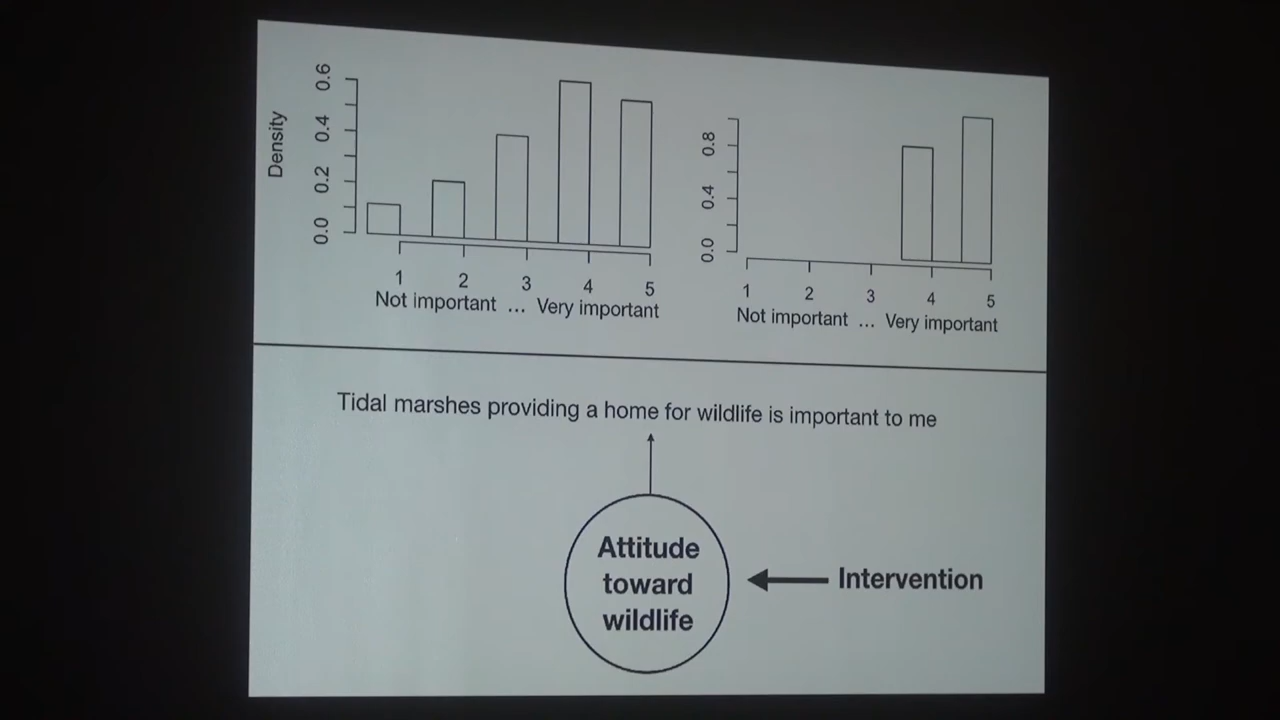 Density
0.0 0.2 0.4 0.6
1 2 3 4 5
Not important ... Very important
0.0 0.4 0.8
1 2 3 4 5
Not important ... Very important
Tidal marshes providing a home for wildlife is important to me
Attitude
toward
wildlife
Intervention